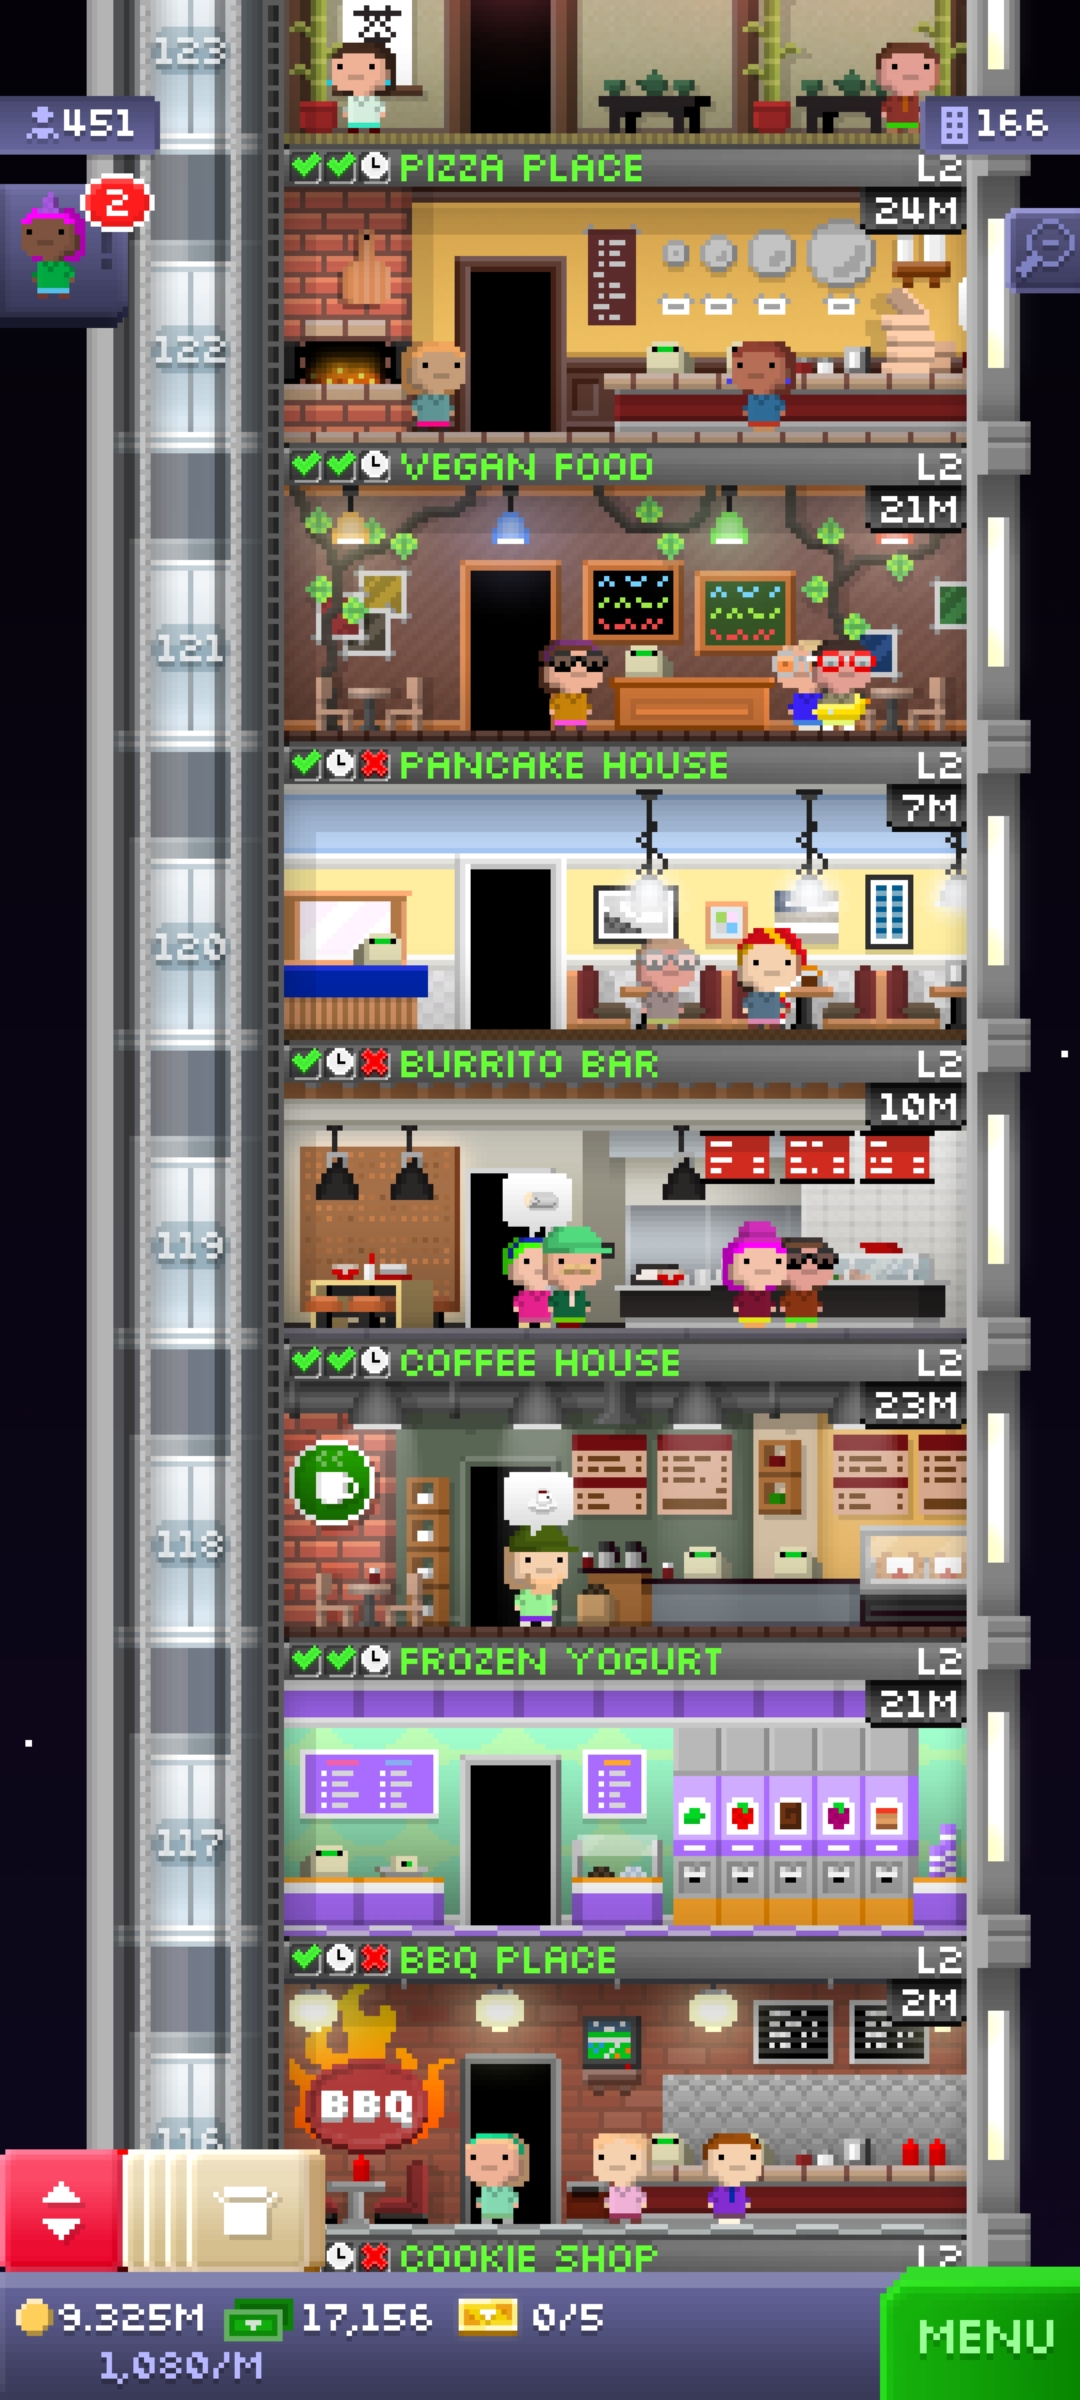 123
451
166
2
PIZZA PLACE L2
24M
122
VEGAN FOOD L2
21M
121
PANCAKE HOUSE L2
7M
120
BURRITO BAR L2
10M
119
COFFEE HOUSE L2
23M
118
FROZEN YOGURT L2
21M
117
BBQ PLACE L2
2M
BBQ
116
COOKIE SHOP L2
9.325M 17,156 0/5
1,080/M
MENU